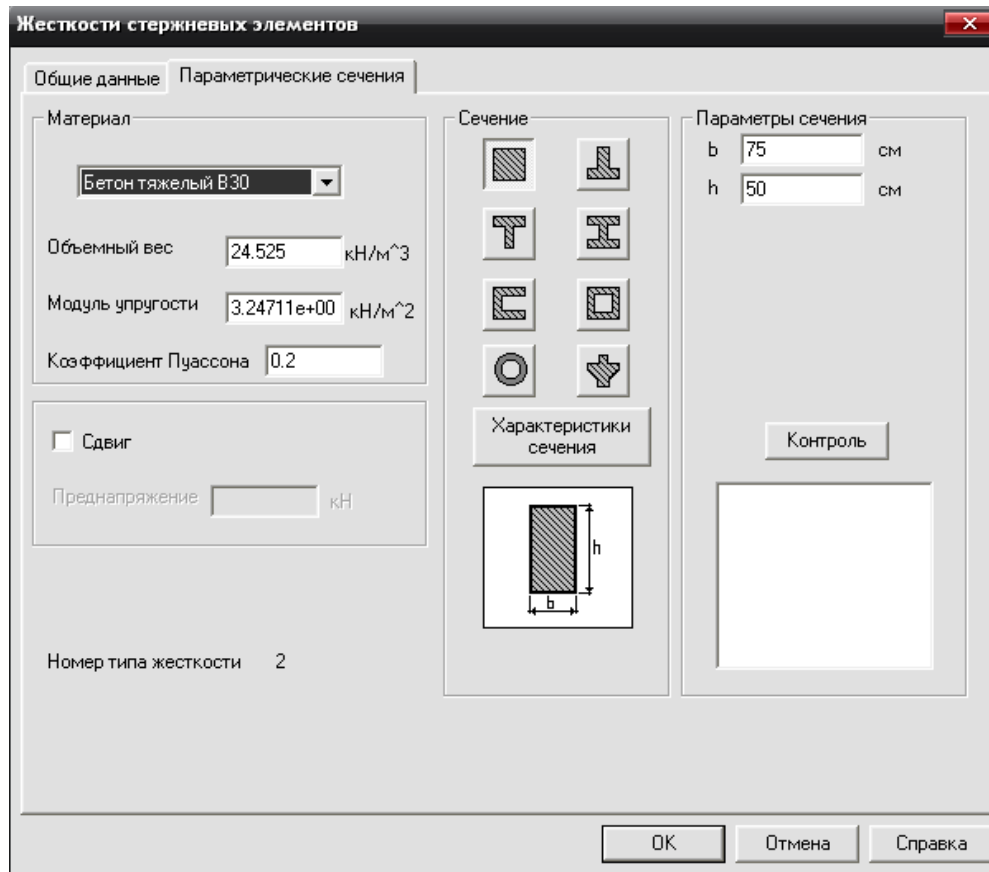 Жесткости стержневых элементов
Общие данные
Параметрические сечения
Материал
Бетон тяжелый B30
Объемный вес 24.525 кН/м^3
Модуль упругости 3.24711e+00 кН/м^2
Коэффициент Пуассона 0.2
Сдвиг
Преднапряжение кН
Номер типа жесткости 2
Сечение
Характеристики
сечения
h
b
Параметры сечения
b 75 см
h 50 см
Контроль
OK
Отмена
Справка